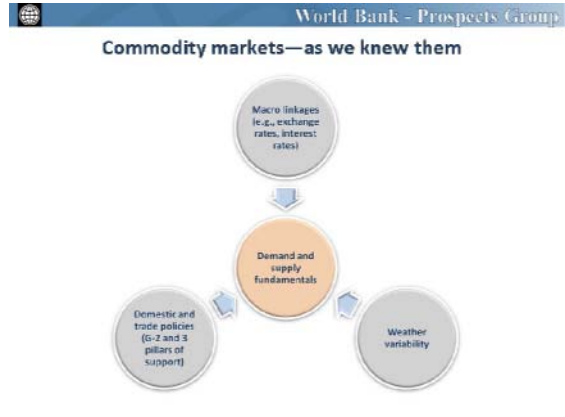 World Bank - Prospects Group
Commodity markets—as we knew them
Macro linkages
(e.g., exchange
rates, interest
rates)
Demand and
supply
fundamentals
Domestic and
trade policies
(G-2 and 3
pillars of
support)
Weather
variability